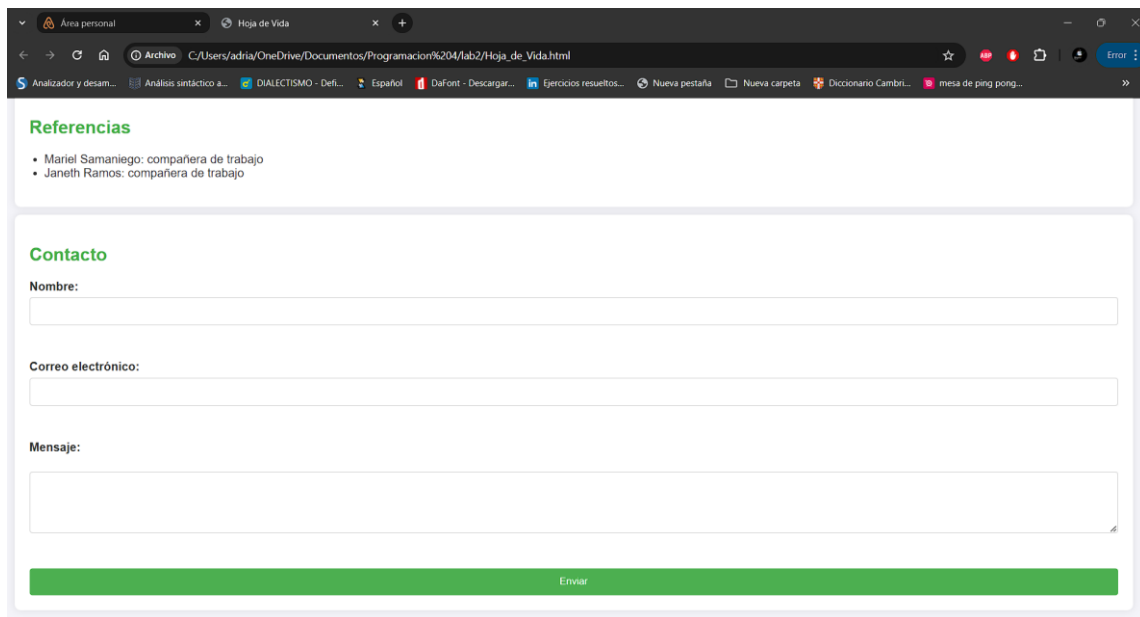 Área personal
Hoja de Vida
Archivo C:/Users/adria/OneDrive/Documentos/Programacion%204/lab2/Hoja_de_Vida.html
ABP
Error
Analizador y desam...
Análisis sintáctico a...
DIALECTISMO - Defi...
Español
DaFont - Descargar...
Ejercicios resueltos...
Nueva pestaña
Nueva carpeta
Diccionario Cambri...
mesa de ping pong...
»
Referencias
• Mariel Samaniego: compañera de trabajo
• Janeth Ramos: compañera de trabajo
Contacto
Nombre:
Correo electrónico:
Mensaje:
Enviar